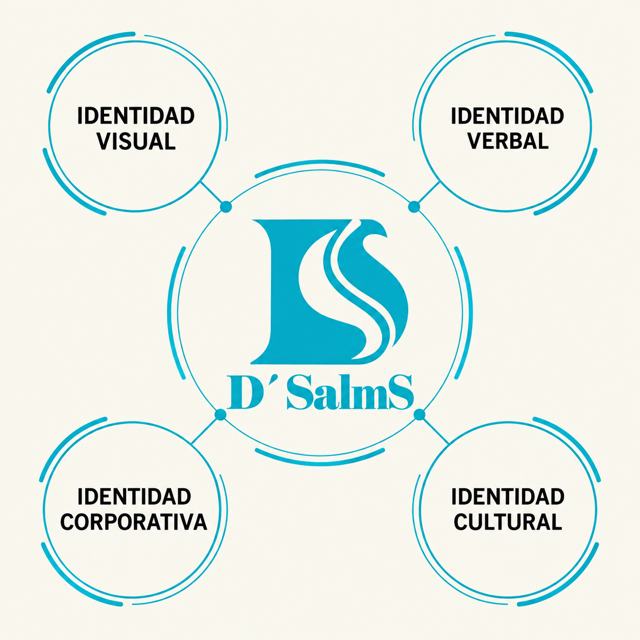 IDENTIDAD
VISUAL
IDENTIDAD
VERBAL
D´ SalmS
IDENTIDAD
CORPORATIVA
IDENTIDAD
CULTURAL